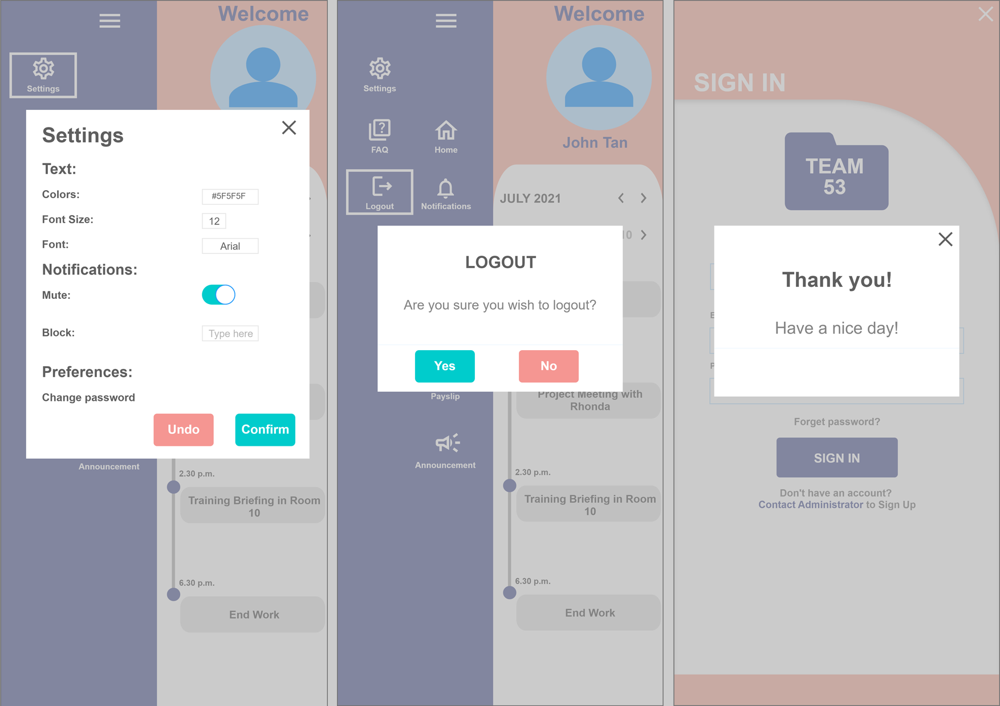 Welcome
Settings
Settings
Text:
Colors:
#5F5F5F
Font Size:
12
Font:
Arial
Notifications:
Mute:
Block:
Type here
Preferences:
Change password
Undo
Confirm
Announcement
2.30 p.m.
Training Briefing in Room
10
6.30 p.m.
End Work
Welcome
Settings
FAQ
Home
John Tan
Logout
Notifications
JULY 2021
10
LOGOUT
Are you sure you wish to logout?
Yes
No
Payslip
Project Meeting with
Rhonda
Announcement
2.30 p.m.
Training Briefing in Room
10
6.30 p.m.
End Work
SIGN IN
TEAM
53
Thank you!
Have a nice day!
Forget password?
SIGN IN
Don't have an account?
Contact Administrator to Sign Up